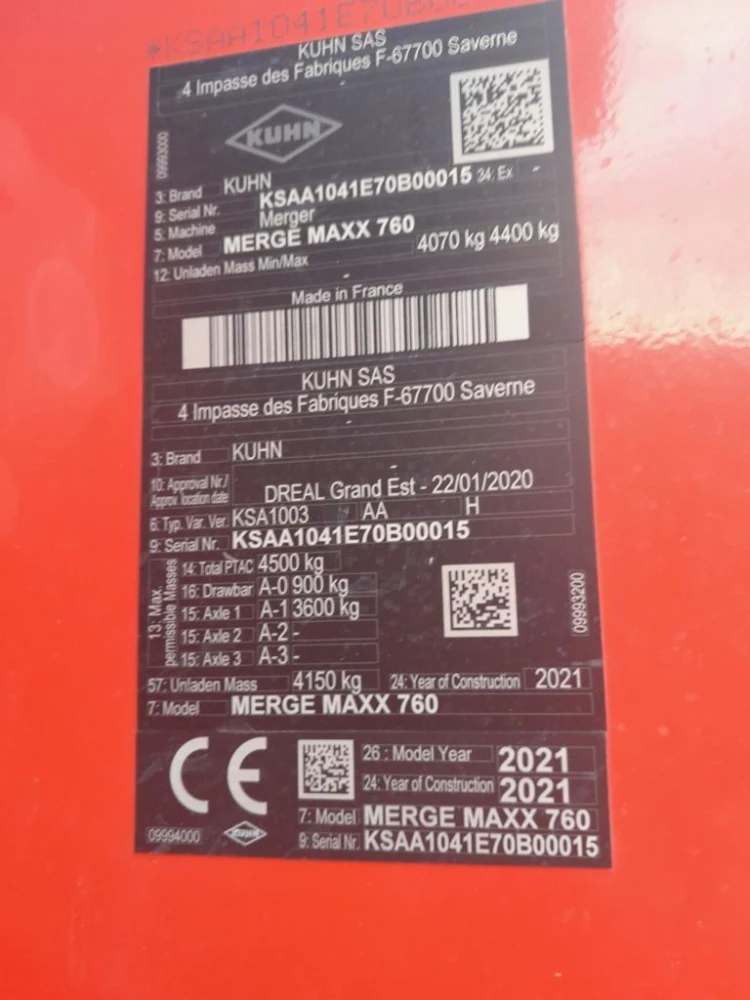 *KSAA1041E70B0
KUHN SAS
4 Impasse des Fabriques F-67700 Saverne
KUHN
09993000
3: Brand KUHN
9: Serial Nr. KSAA1041E70B00015 34: Ex -
5: Machine Merger
7: Model MERGE MAXX 760
12: Unladen Mass Min/Max 4070 kg 4400 kg
Made in France
KUHN SAS
4 Impasse des Fabriques F-67700 Saverne
3: Brand KUHN
10: Approval Nr./
Approv. location date DREAL Grand Est - 22/01/2020
6: Typ. Var. Ver. KSA1003 AA H
9: Serial Nr. KSAA1041E70B00015
13: Max.
permissible Masses
14: Total PTAC 4500 kg
16: Drawbar A-0 900 kg
15: Axle 1 A-1 3600 kg
15: Axle 2 A-2 -
15: Axle 3 A-3 -
09993200
57: Unladen Mass 4150 kg 24: Year of Construction 2021
7: Model MERGE MAXX 760
CE
26 : Model Year 2021
24: Year of Construction 2021
7: Model MERGE MAXX 760
09994000 KUHN 9: Serial Nr. KSAA1041E70B00015